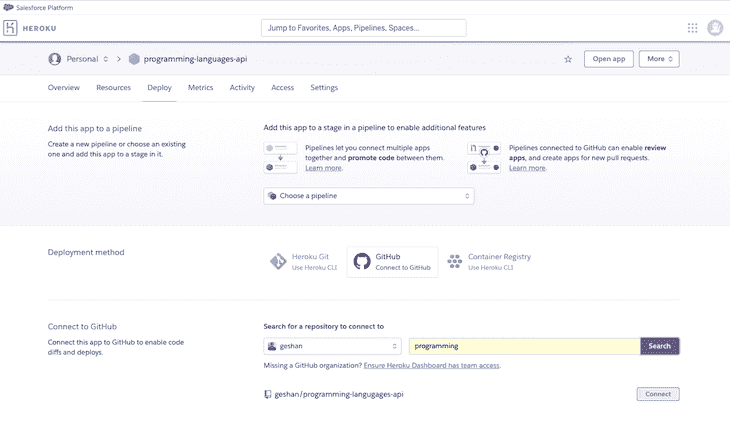 Salesforce Platform
HEROKU
Jump to Favorites, Apps, Pipelines, Spaces...
Personal > programming-languages-api
Open app
More
Overview Resources Deploy Metrics Activity Access Settings
Add this app to a pipeline
Create a new pipeline or choose an existing
one and add this app to a stage in it.
Add this app to a stage in a pipeline to enable additional features
Pipelines let you connect multiple apps
together and promote code between them.
Learn more.
Pipelines connected to GitHub can enable review
apps, and create apps for new pull requests.
Learn more.
Choose a pipeline
Deployment method
Heroku Git
Use Heroku CLI
GitHub
Connect to GitHub
Container Registry
Use Heroku CLI
Connect to GitHub
Connect this app to GitHub to enable code
diffs and deploys.
Search for a repository to connect to
geshan
programming
Search
Missing a GitHub organization? Ensure Heroku Dashboard has team access.
geshan/programming-langugages-api
Connect